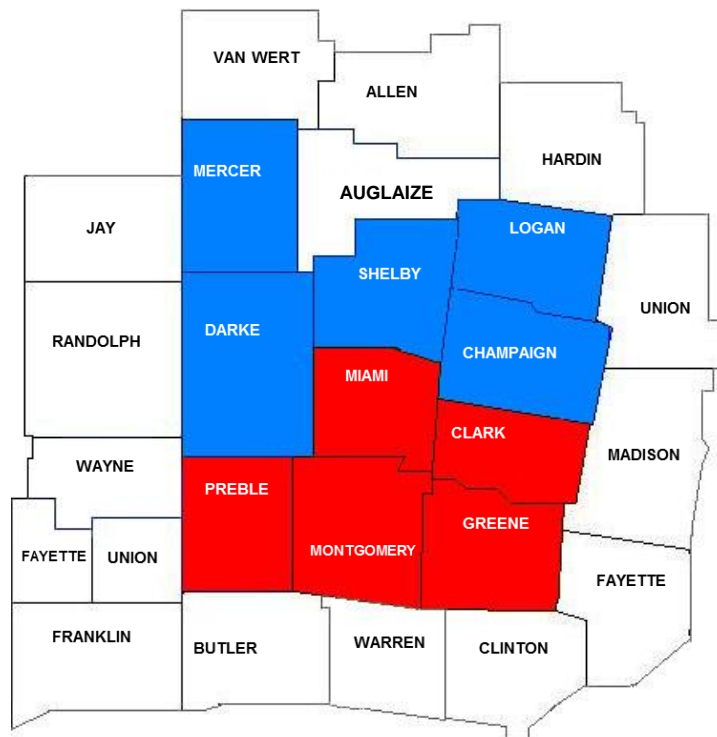 VAN WERT
ALLEN
HARDIN
MERCER
AUGLAIZE
JAY
LOGAN
SHELBY
UNION
RANDOLPH
DARKE
CHAMPAIGN
MIAMI
CLARK
MADISON
WAYNE
PREBLE
GREENE
MONTGOMERY
FAYETTE
UNION
FAYETTE
FRANKLIN
BUTLER
WARREN
CLINTON